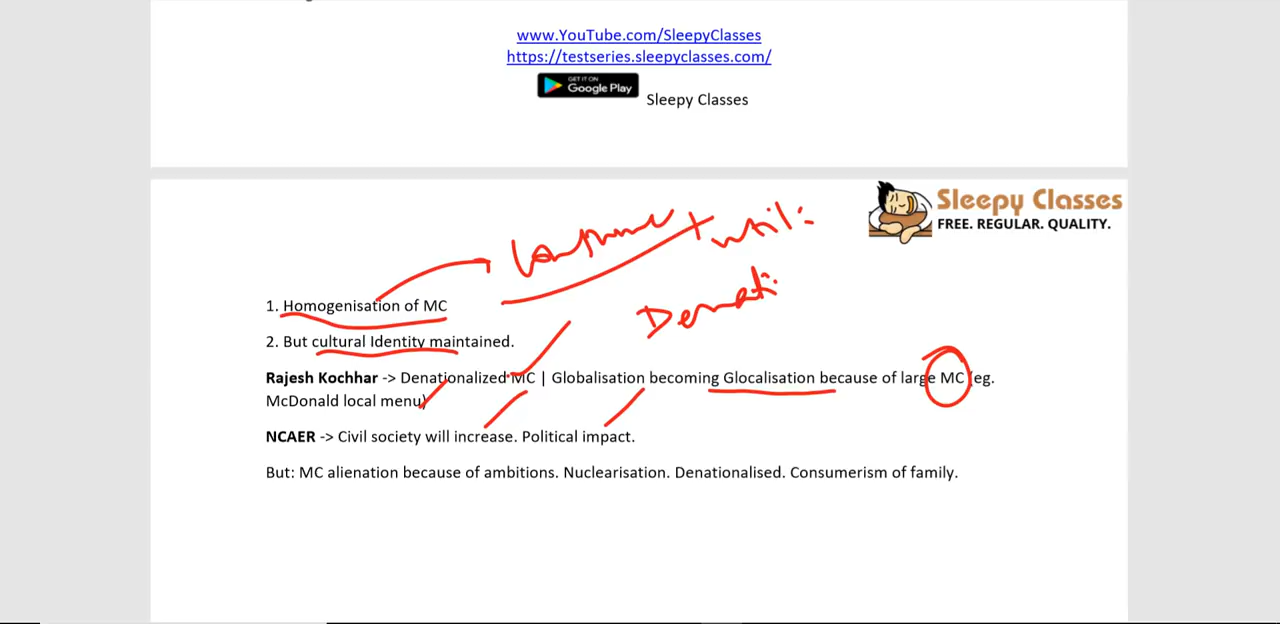 www.YouTube.com/SleepyClasses
https://testseries.sleepyclasses.com/
GET IT ON
Google Play
Sleepy Classes
Sleepy Classes
FREE. REGULAR. QUALITY.
1. Homogenisation of MC
2. But cultural Identity maintained.
Rajesh Kochhar -> Denationalized MC | Globalisation becoming Glocalisation because of large MC (eg.
McDonald local menu)
NCAER -> Civil society will increase. Political impact.
But: MC alienation because of ambitions. Nuclearisation. Denationalised. Consumerism of family.